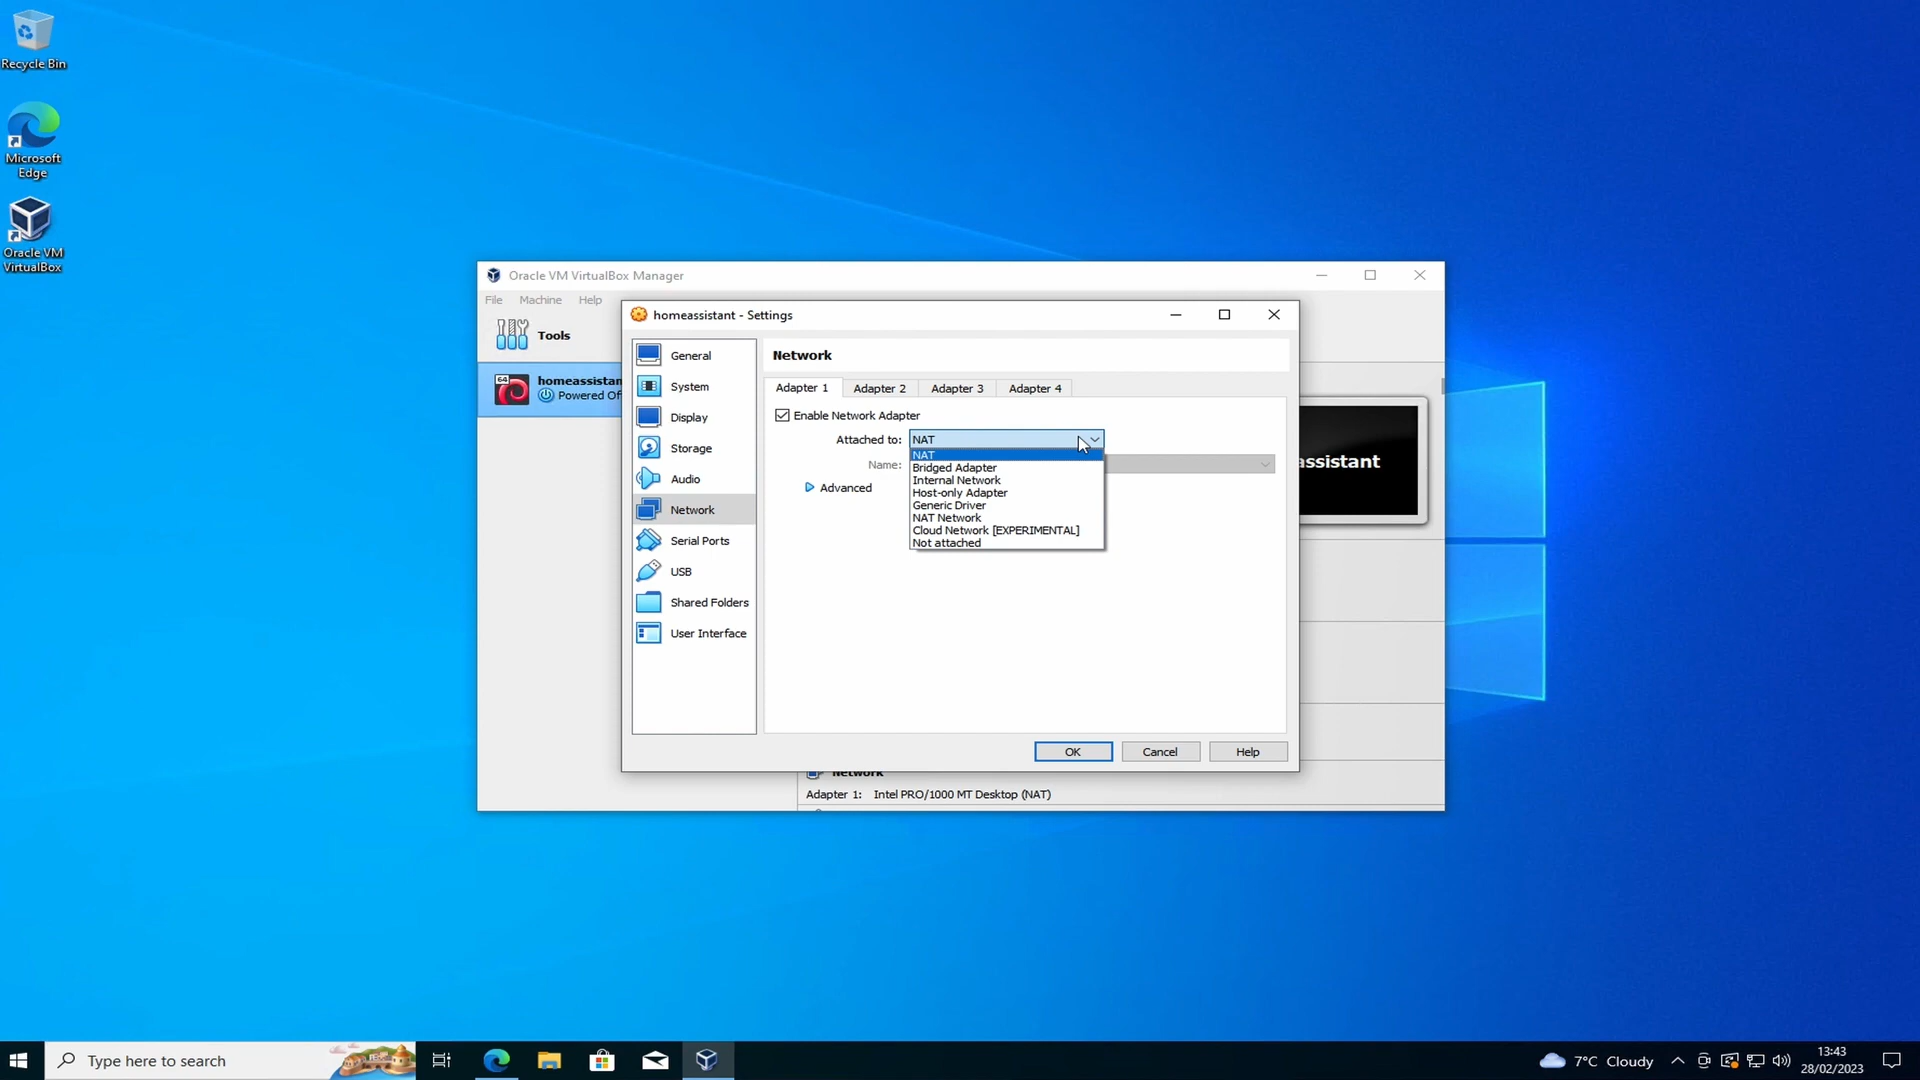 Recycle Bin
Microsoft
Edge
Oracle VM
VirtualBox
Oracle VM VirtualBox Manager
File Machine Help
Tools
64
homeassistan
Powered Of
homeassistant - Settings
General
System
Display
Storage
Audio
Network
Serial Ports
USB
Shared Folders
User Interface
Network
Adapter 1 Adapter 2 Adapter 3 Adapter 4
Enable Network Adapter
Attached to: NAT
NAT
Bridged Adapter
Internal Network
Host-only Adapter
Generic Driver
NAT Network
Cloud Network [EXPERIMENTAL]
Not attached
Name:
Advanced
OK Cancel Help
assistant
Network
Adapter 1: Intel PRO/1000 MT Desktop (NAT)
Type here to search
7°C Cloudy
13:43
28/02/2023